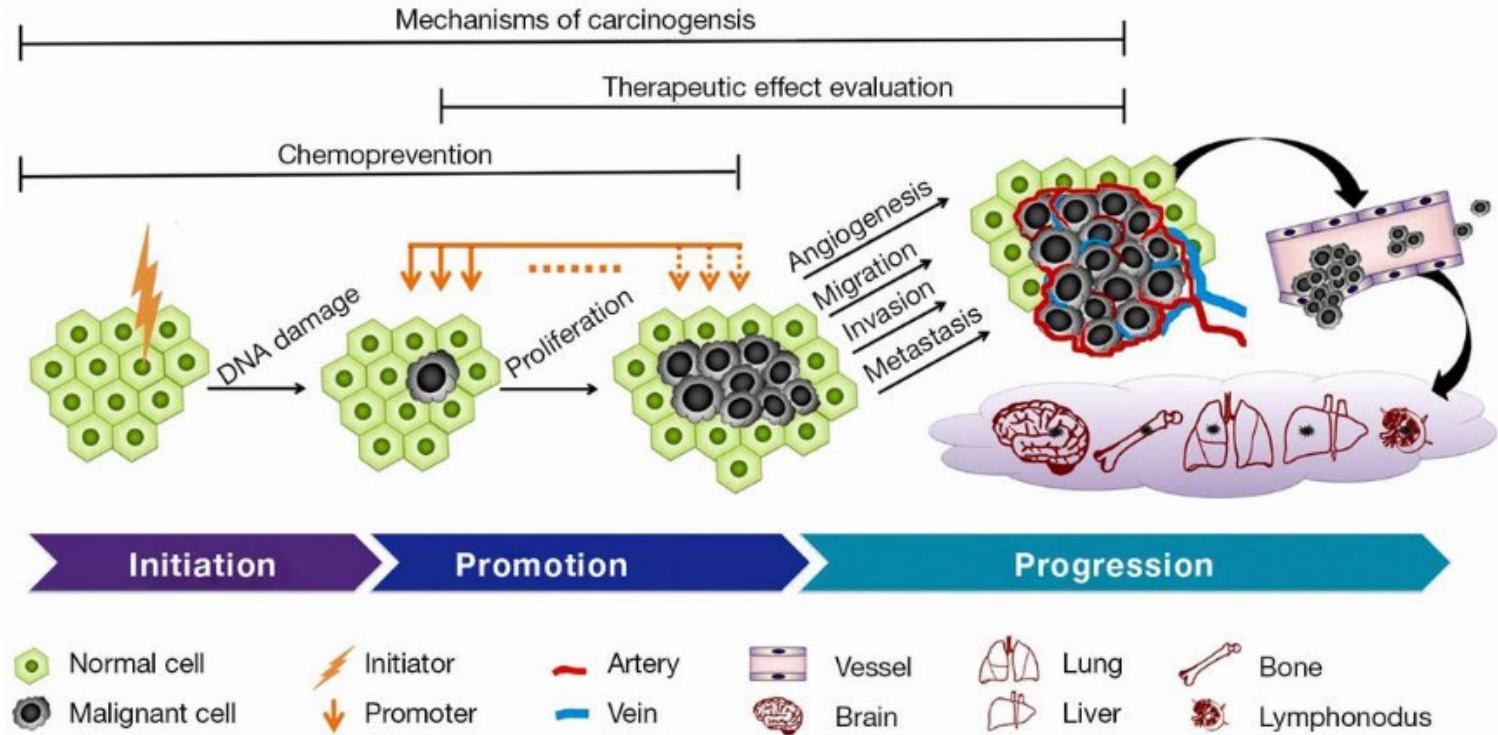 Mechanisms of carcinogensis
Therapeutic effect evaluation
Chemoprevention
DNA damage
Proliferation
Angiogenesis
Migration
Invasion
Metastasis
Initiation
Promotion
Progression
Normal cell
Initiator
Artery
Vessel
Lung
Bone
Malignant cell
Promoter
Vein
Brain
Liver
Lymphonodus